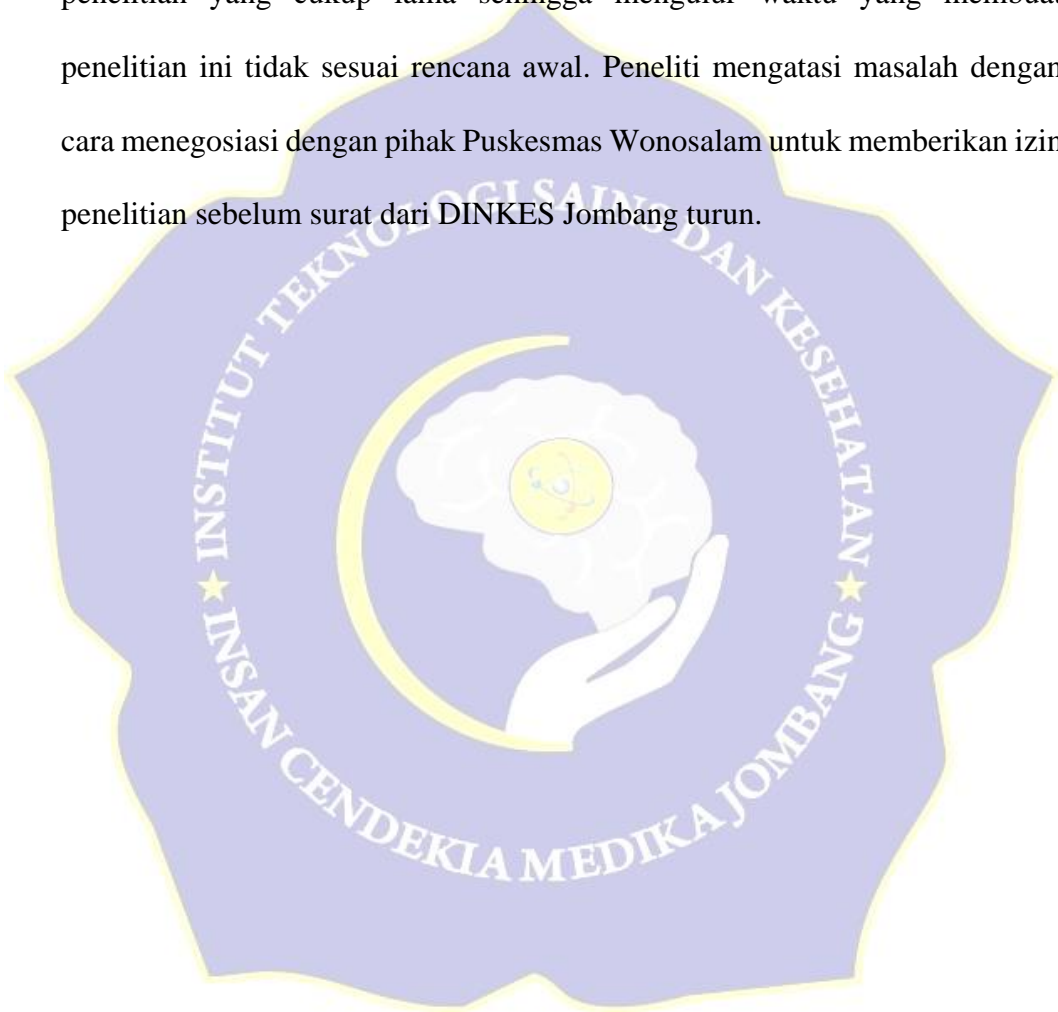 penelitian yang cukup lama sehingga mengulur waktu yang membuat
penelitian ini tidak sesuai rencana awal. Peneliti mengatasi masalah dengan
cara menegosiasi dengan pihak Puskesmas Wonosalam untuk memberikan izin
penelitian sebelum surat dari DINKES Jombang turun.
INSTITUT TEKNOLOGI SAINS DAN KESEHATAN
INSAN CENDEKIA MEDIKA JOMBANG